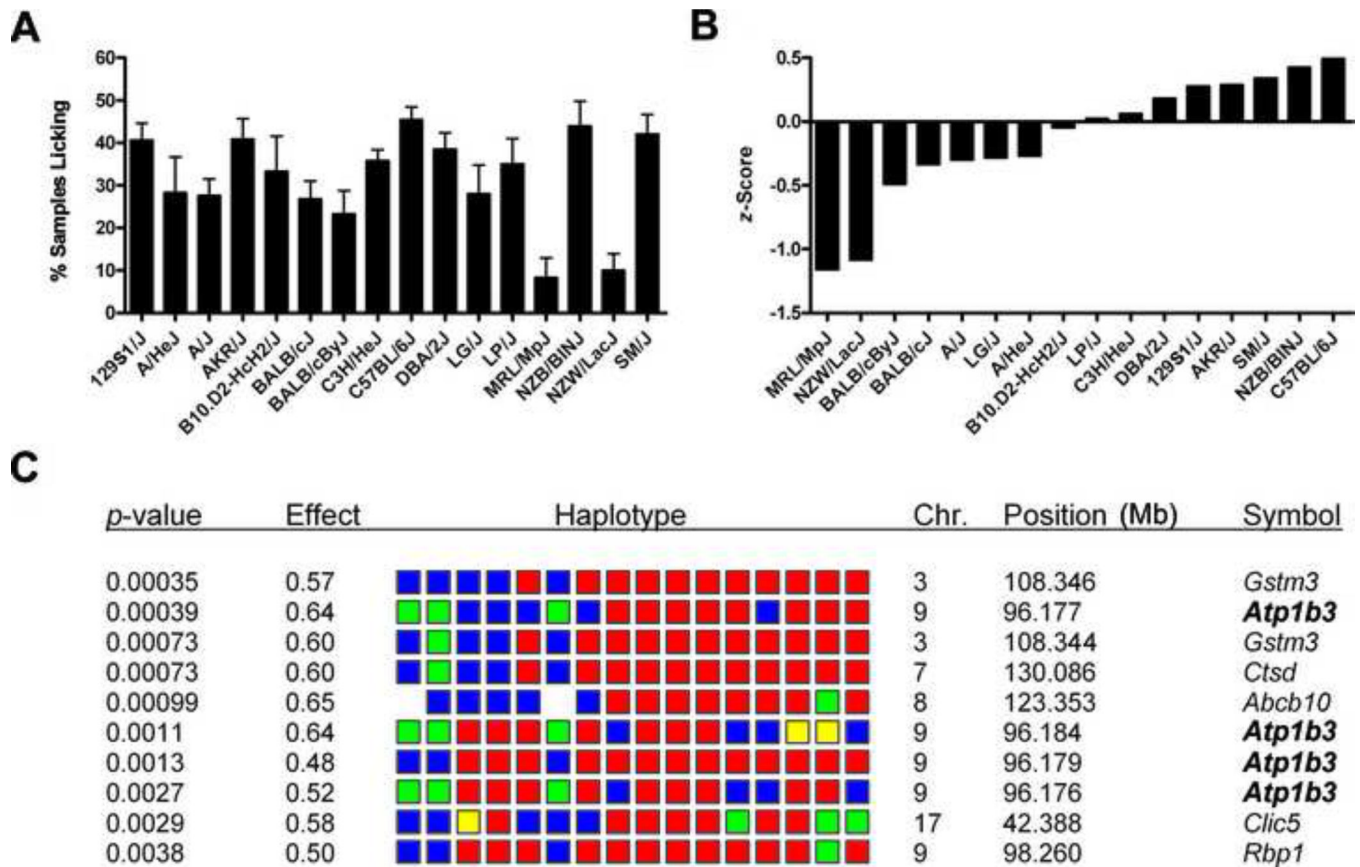 A
% Samples Licking
60
50
40
30
20
10
0
129S1/J
A/HeJ
A/J
AKR/J
B10.D2-HcH2/J
BALB/cJ
BALB/cByJ
C3H/HeJ
C57BL/6J
DBA/2J
LG/J
LP/J
MRL/MpJ
NZB/BINJ
NZW/LacJ
SM/J
B
z-Score
0.5
0.0
-0.5
-1.0
-1.5
MRL/MpJ
NZW/LacJ
BALB/cByJ
BALB/cJ
A/J
LG/J
A/HeJ
B10.D2-HcH2/J
LP/J
C3H/HeJ
DBA/2J
129S1/J
AKR/J
SM/J
NZB/BINJ
C57BL/6J
C
p-value Effect Haplotype Chr. Position (Mb) Symbol
0.00035 0.57 3 108.346 Gstm3
0.00039 0.64 9 96.177 Atp1b3
0.00073 0.60 3 108.344 Gstm3
0.00073 0.60 7 130.086 Ctsd
0.00099 0.65 8 123.353 Abcb10
0.0011 0.64 9 96.184 Atp1b3
0.0013 0.48 9 96.179 Atp1b3
0.0027 0.52 9 96.176 Atp1b3
0.0029 0.58 17 42.388 Clic5
0.0038 0.50 9 98.260 Rbp1